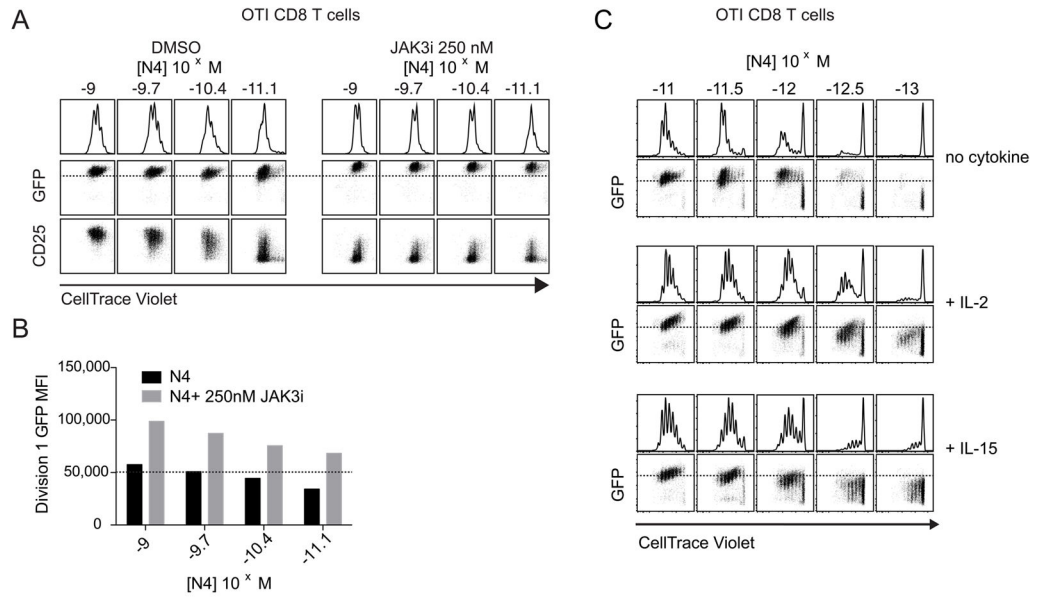 A
OTI CD8 T cells
DMSO
[N4] 10 x M
JAK3i 250 nM
[N4] 10 x M
-9 -9.7 -10.4 -11.1
-9 -9.7 -10.4 -11.1
GFP
CD25
CellTrace Violet
B
Division 1 GFP MFI
150,000
100,000
50,000
0
N4
N4+ 250nM JAK3i
-9 -9.7 -10.4 -11.1
[N4] 10 x M
C
OTI CD8 T cells
[N4] 10 x M
-11 -11.5 -12 -12.5 -13
no cytokine
GFP
+ IL-2
GFP
+ IL-15
GFP
CellTrace Violet